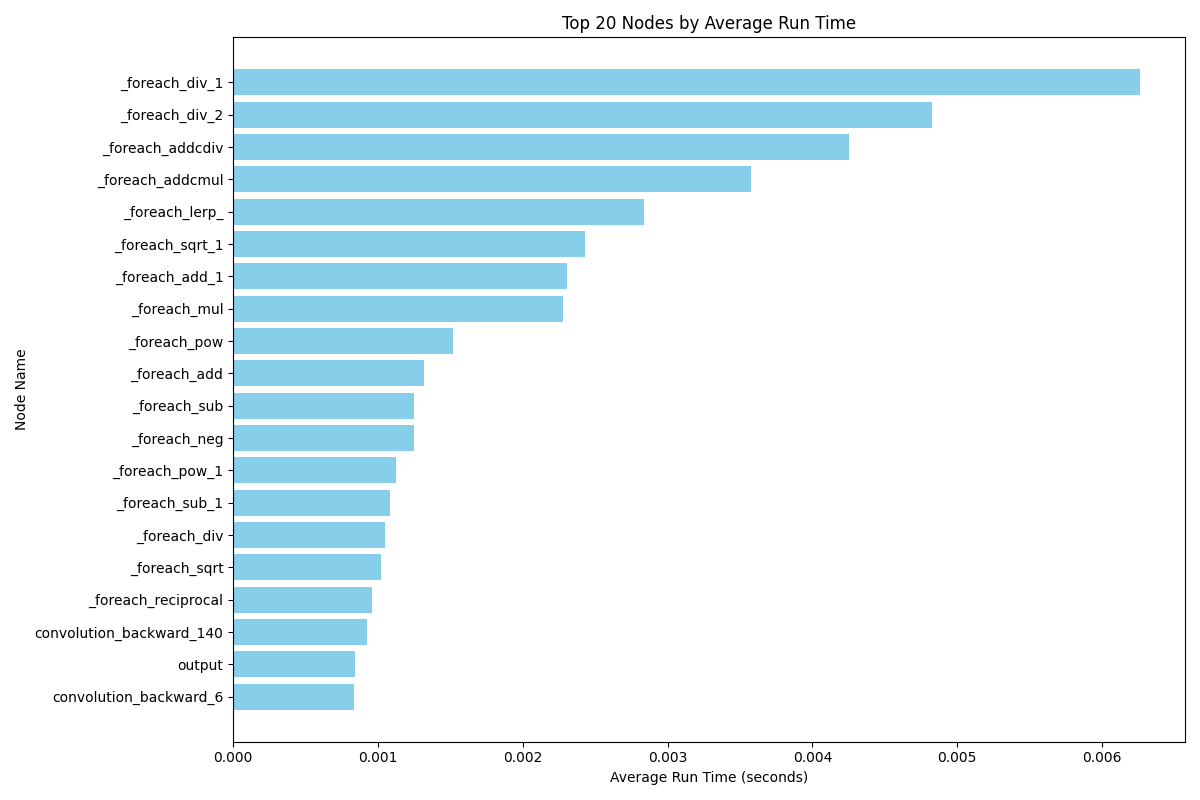 Top 20 Nodes by Average Run Time
Node Name
_foreach_div_1
_foreach_div_2
_foreach_addcdiv
_foreach_addcmul
_foreach_lerp_
_foreach_sqrt_1
_foreach_add_1
_foreach_mul
_foreach_pow
_foreach_add
_foreach_sub
_foreach_neg
_foreach_pow_1
_foreach_sub_1
_foreach_div
_foreach_sqrt
_foreach_reciprocal
convolution_backward_140
output
convolution_backward_6
0.000 0.001 0.002 0.003 0.004 0.005 0.006
Average Run Time (seconds)